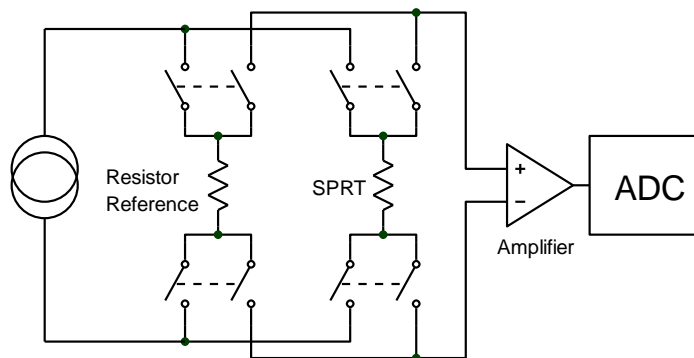 Resistor
Reference
SPRT
+
−
Amplifier
ADC